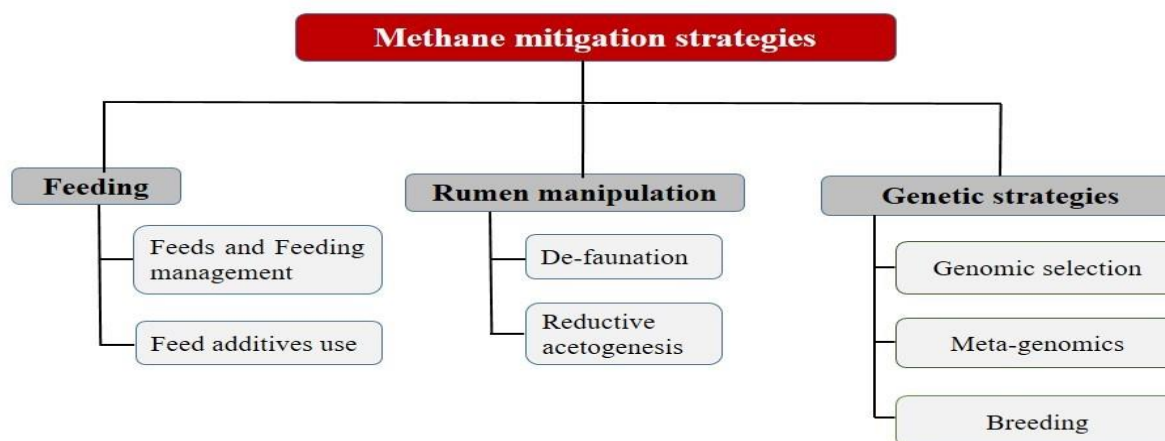 Methane mitigation strategies
Feeding
Feeds and Feeding
management
Feed additives use
Rumen manipulation
De-faunation
Reductive
acetogenesis
Genetic strategies
Genomic selection
Meta-genomics
Breeding